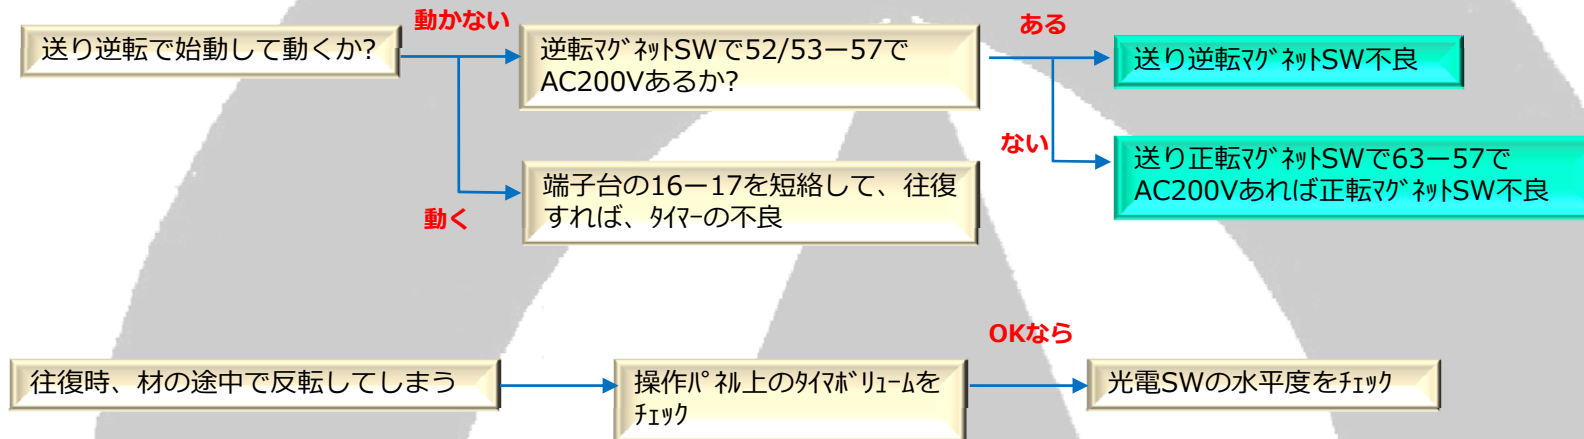 動かない
ある
送り逆転で始動して動くか?
逆転ﾏｸﾞﾈｯﾄSWで52/53ー57で
AC200Vあるか?
送り逆転ﾏｸﾞﾈｯﾄSW不良
ない
送り正転ﾏｸﾞﾈｯﾄSWで63ー57で
AC200Vあれば正転ﾏｸﾞﾈｯﾄSW不良
端子台の16ー17を短絡して、往復
すれば、ﾀｲﾏｰの不良
動く
OKなら
往復時、材の途中で反転してしまう
操作ﾊﾟﾈﾙ上のﾀｲﾏﾎﾞﾘｭｰﾑを
ﾁｪｯｸ
光電SWの水平度をﾁｪｯｸ